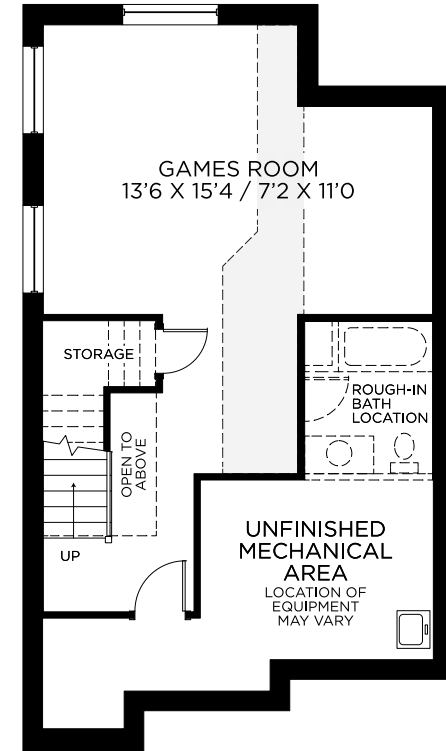 GAMES ROOM
13'6 X 15'4 / 7'2 X 11'0
STORAGE
ROUGH-IN
BATH
LOCATION
OPEN TO
ABOVE
UP
UNFINISHED
MECHANICAL
AREA
LOCATION OF
EQUIPMENT
MAY VARY